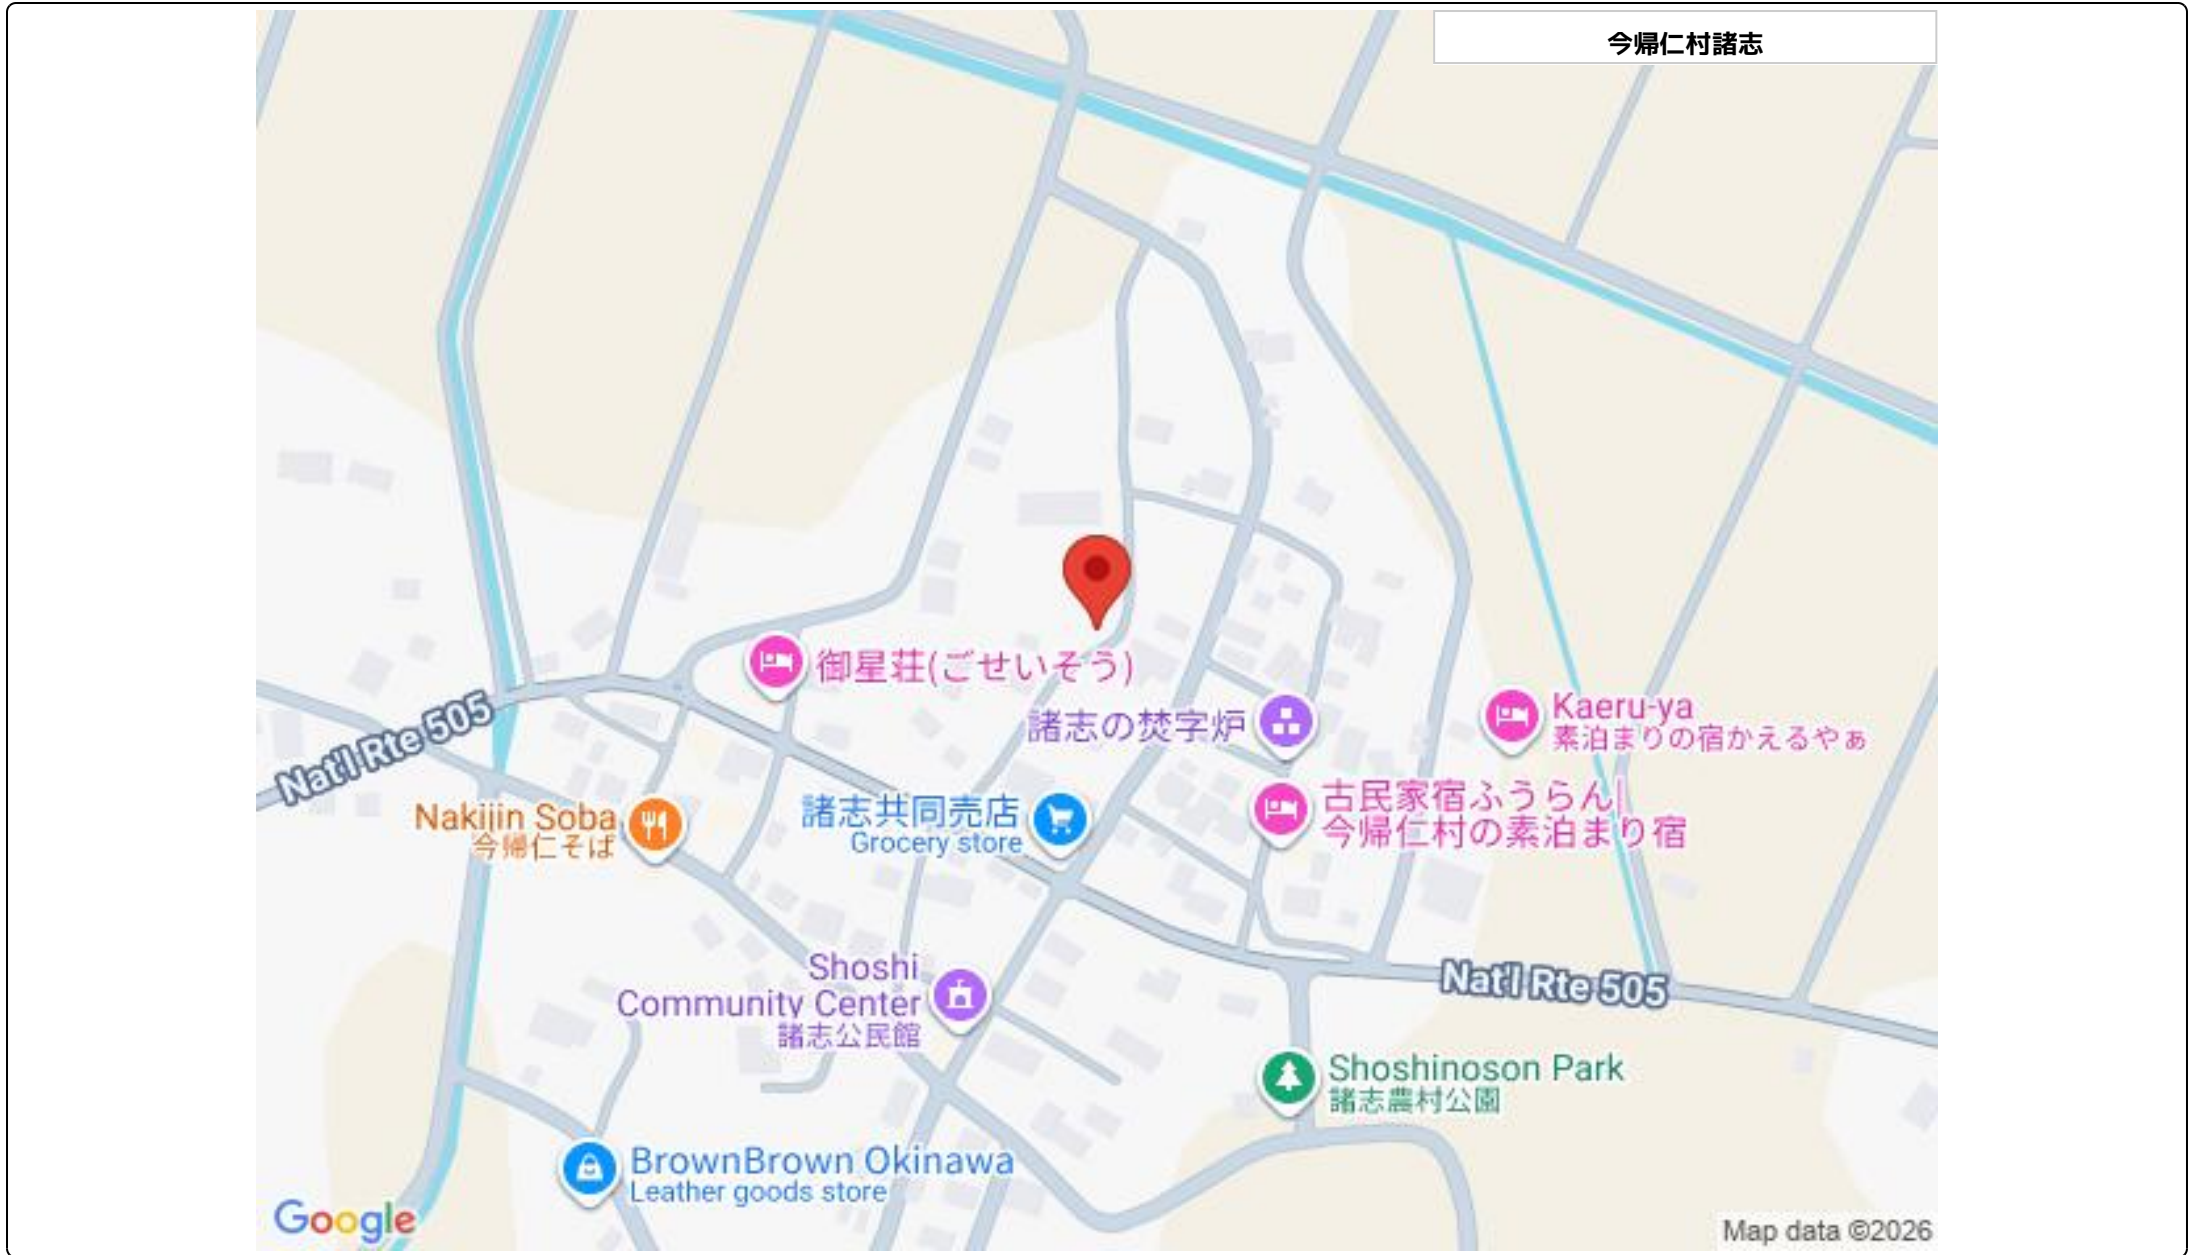 今帰仁村諸志
御星荘(ごせいそう)
Nat'l Rte 505
諸志の焚字炉
Kaeru-ya
素泊まりの宿かえるやぁ
Nakijin Soba
今帰仁そば
諸志共同売店
Grocery store
古民家宿ふうらん|
今帰仁村の素泊まり宿
Shoshi
Community Center
諸志公民館
Nat'l Rte 505
Shoshinoson Park
諸志農村公園
BrownBrown Okinawa
Leather goods store
Google
Map data ©2026